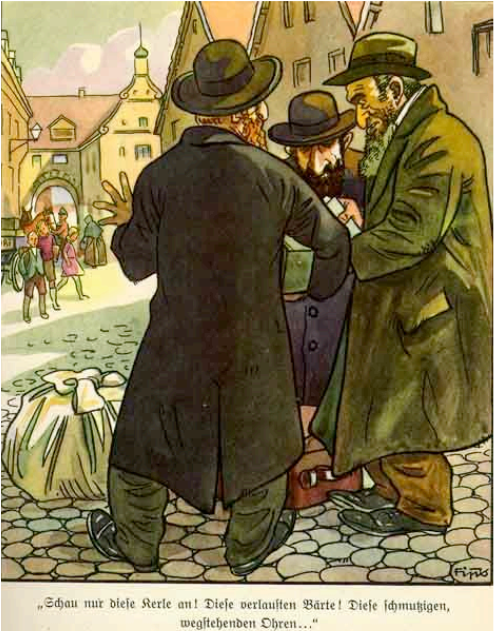 „Schau nur diese Kerle an! Diese verlausten Bärte! Diese schmutzigen,
wegstehenden Ohren..."
Fips